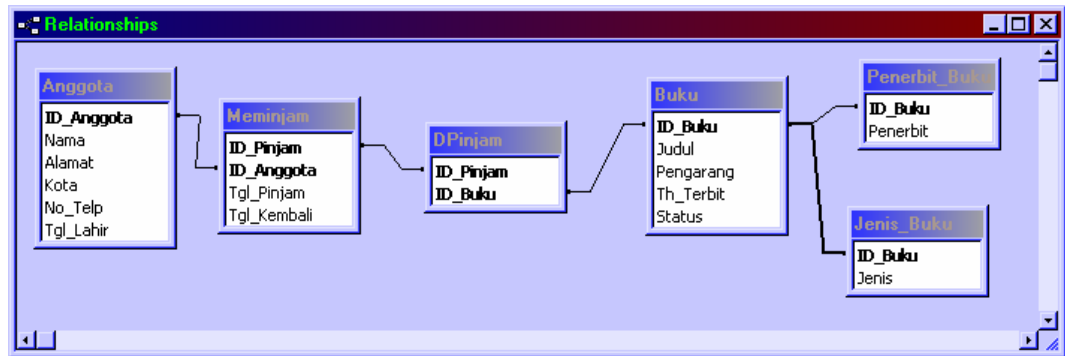 Relationships
Anggota
ID_Anggota
Nama
Alamat
Kota
No_Telp
Tgl_Lahir
Meminjam
ID_Pinjam
ID_Anggota
Tgl_Pinjam
Tgl_Kembali
DPinjam
ID_Pinjam
ID_Buku
Buku
ID_Buku
Judul
Pengarang
Th_Terbit
Status
Penerbit_Buku
ID_Buku
Penerbit
Jenis_Buku
ID_Buku
Jenis